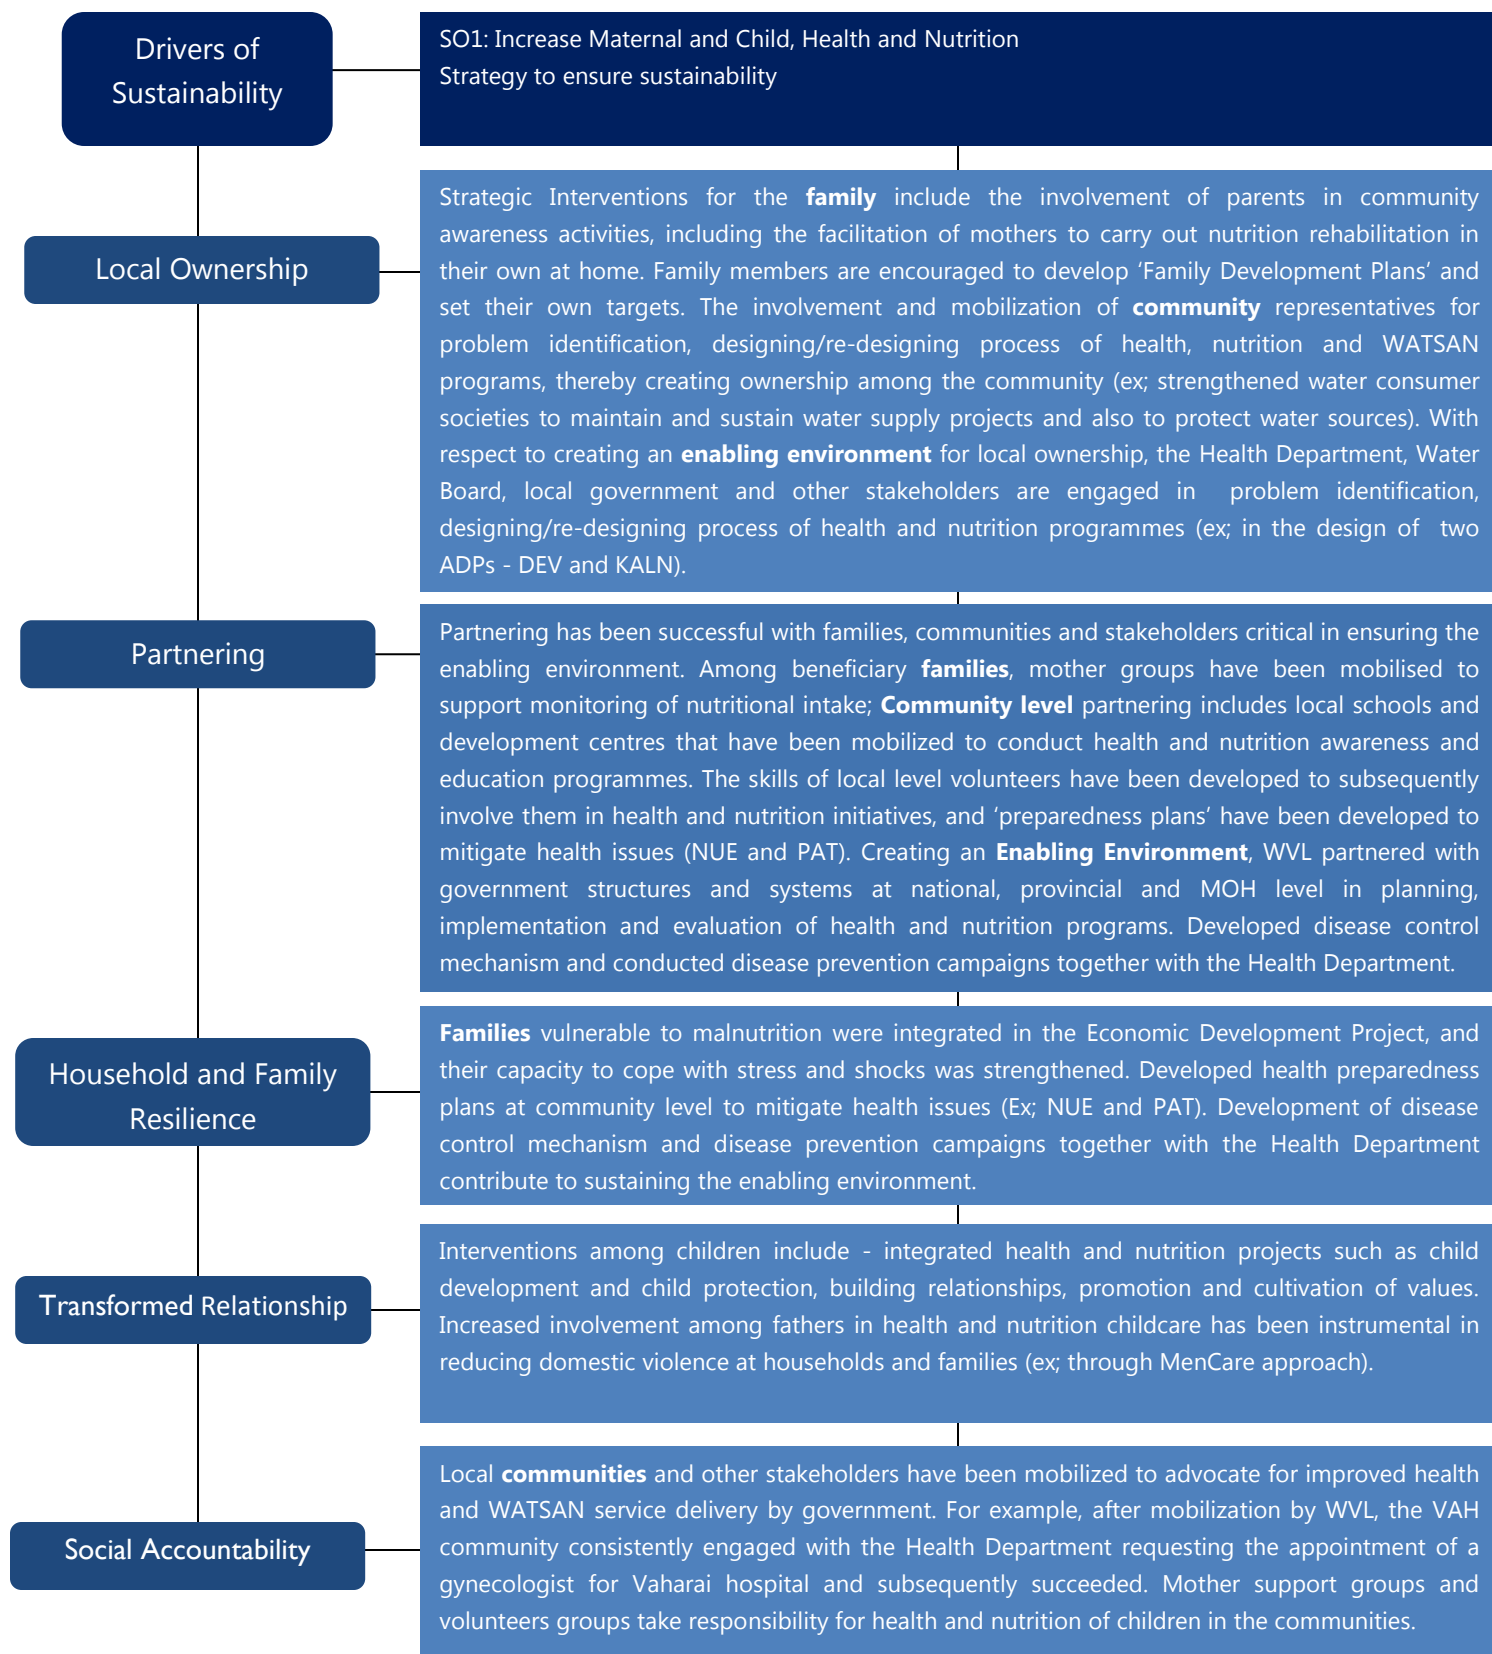 Drivers of
Sustainability
SO1: Increase Maternal and Child, Health and Nutrition
Strategy to ensure sustainability
Local Ownership
Strategic Interventions for the family include the involvement of parents in community
awareness activities, including the facilitation of mothers to carry out nutrition rehabilitation in
their own at home. Family members are encouraged to develop ‘Family Development Plans’ and
set their own targets. The involvement and mobilization of community representatives for
problem identification, designing/re-designing process of health, nutrition and WATSAN
programs, thereby creating ownership among the community (ex; strengthened water consumer
societies to maintain and sustain water supply projects and also to protect water sources). With
respect to creating an enabling environment for local ownership, the Health Department, Water
Board, local government and other stakeholders are engaged in problem identification,
designing/re-designing process of health and nutrition programmes (ex; in the design of two
ADPs - DEV and KALN).
Partnering
Partnering has been successful with families, communities and stakeholders critical in ensuring the
enabling environment. Among beneficiary families, mother groups have been mobilised to
support monitoring of nutritional intake; Community level partnering includes local schools and
development centres that have been mobilized to conduct health and nutrition awareness and
education programmes. The skills of local level volunteers have been developed to subsequently
involve them in health and nutrition initiatives, and ‘preparedness plans’ have been developed to
mitigate health issues (NUE and PAT). Creating an Enabling Environment, WVL partnered with
government structures and systems at national, provincial and MOH level in planning,
implementation and evaluation of health and nutrition programs. Developed disease control
mechanism and conducted disease prevention campaigns together with the Health Department.
Household and Family
Resilience
Families vulnerable to malnutrition were integrated in the Economic Development Project, and
their capacity to cope with stress and shocks was strengthened. Developed health preparedness
plans at community level to mitigate health issues (Ex; NUE and PAT). Development of disease
control mechanism and disease prevention campaigns together with the Health Department
contribute to sustaining the enabling environment.
Transformed Relationship
Interventions among children include - integrated health and nutrition projects such as child
development and child protection, building relationships, promotion and cultivation of values.
Increased involvement among fathers in health and nutrition childcare has been instrumental in
reducing domestic violence at households and families (ex; through MenCare approach).
Social Accountability
Local communities and other stakeholders have been mobilized to advocate for improved health
and WATSAN service delivery by government. For example, after mobilization by WVL, the VAH
community consistently engaged with the Health Department requesting the appointment of a
gynecologist for Vaharai hospital and subsequently succeeded. Mother support groups and
volunteers groups take responsibility for health and nutrition of children in the communities.